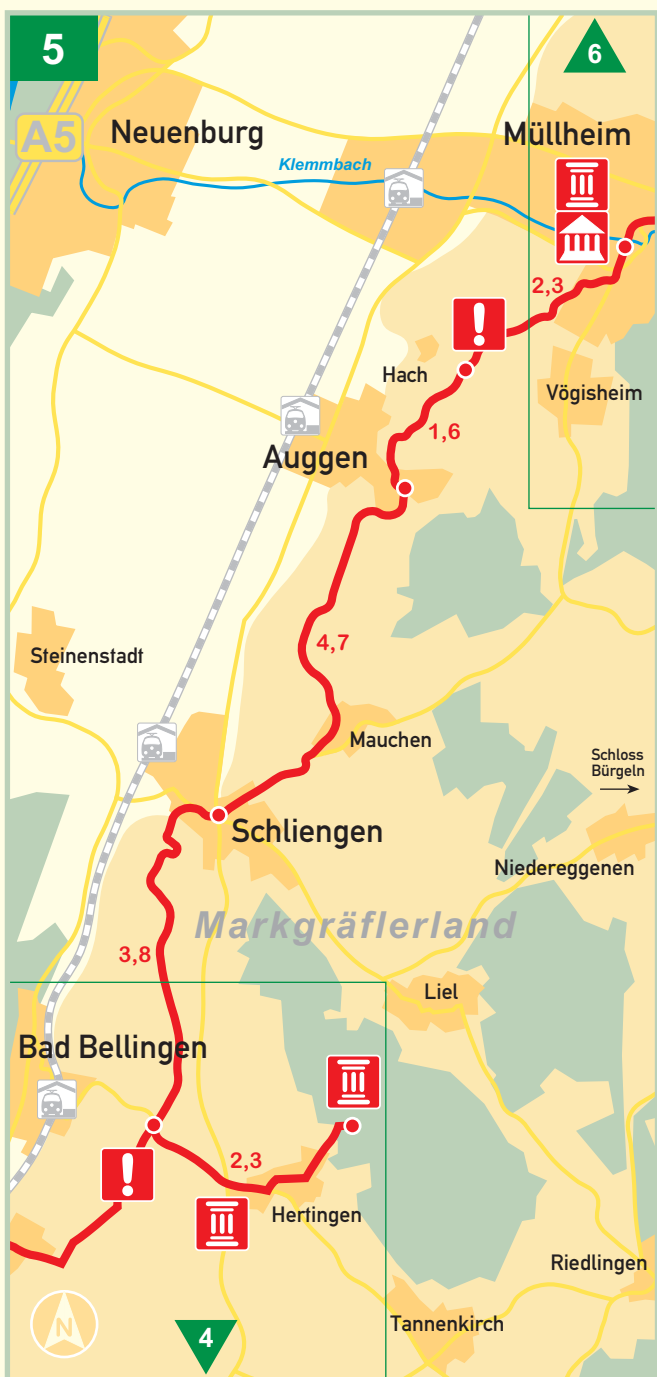 5
6
A5
Neuenburg
Müllheim
Klemmbach
2,3
Hach
Vögisheim
1,6
Auggen
4,7
Steinenstadt
Mauchen
Schloss
Bürgeln
Schliengen
Niedereggenen
Markgräflerland
3,8
Liel
Bad Bellingen
2,3
Hertingen
Riedlingen
N
4
Tannenkirch